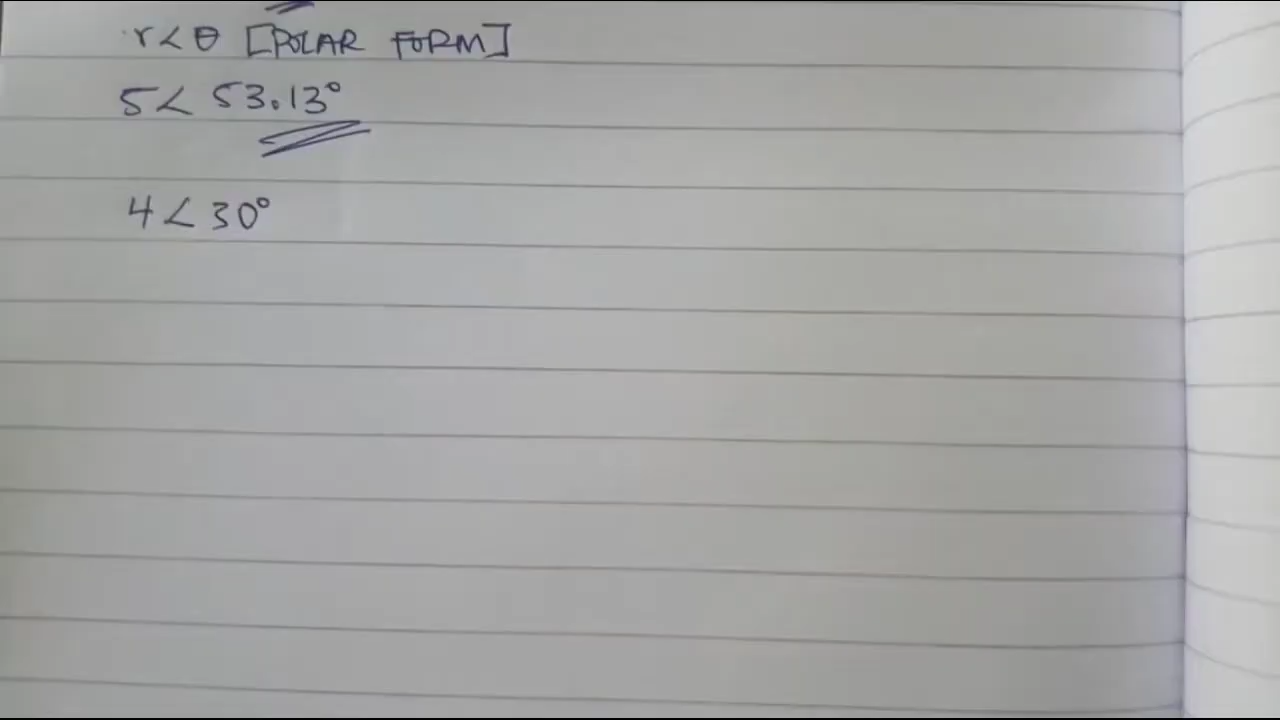 r < θ [POLAR FORM]
5 < 53.13°
4 < 30°